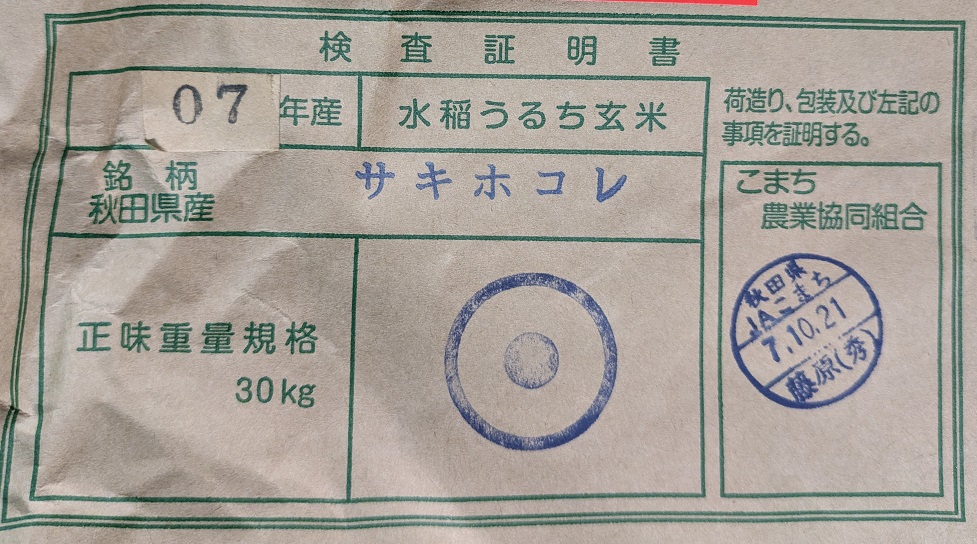 検査証明書
07年産
水稲うるち玄米
荷造り、包装及び左記の
事項を証明する。
銘柄
秋田県産
サキホコレ
こまち
農業協同組合
正味重量規格
30kg
秋田県
JAこまち
7.10.21
藤原(秀)